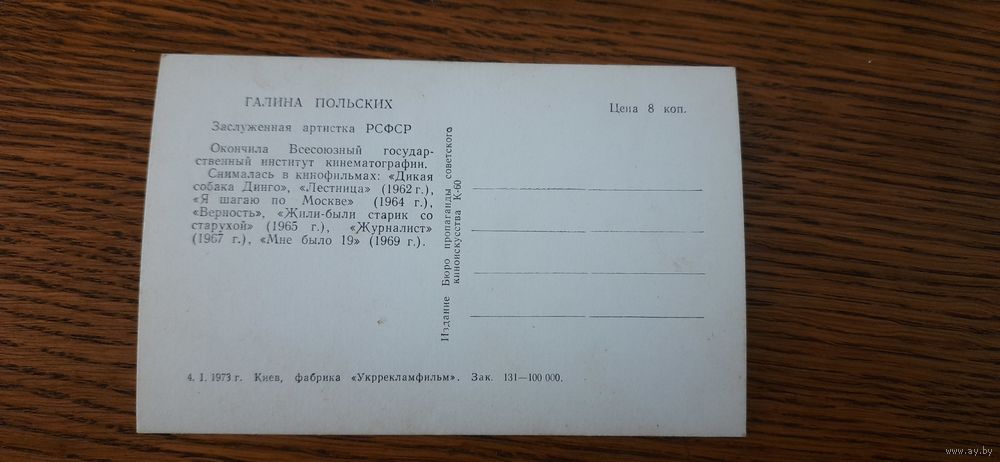 ГАЛИНА ПОЛЬСКИХ
Заслуженная артистка РСФСР
Окончила Всесоюзный государ-
ственный институт кинематографии.
Снималась в кинофильмах: «Дикая
собака Динго», «Лестница» (1962 г.),
«Я шагаю по Москве» (1964 г.),
«Верность», «Жили-были старик со
старухой» (1965 г.), «Журналист»
(1967 г.), «Мне было 19» (1969 г.).
4. 1. 1973 г. Киев, фабрика «Укррекламфильм». Зак. 131—100 000.
Издание Бюро пропаганды советского
киноискусства К-60
Цена 8 коп.
www.ay.by